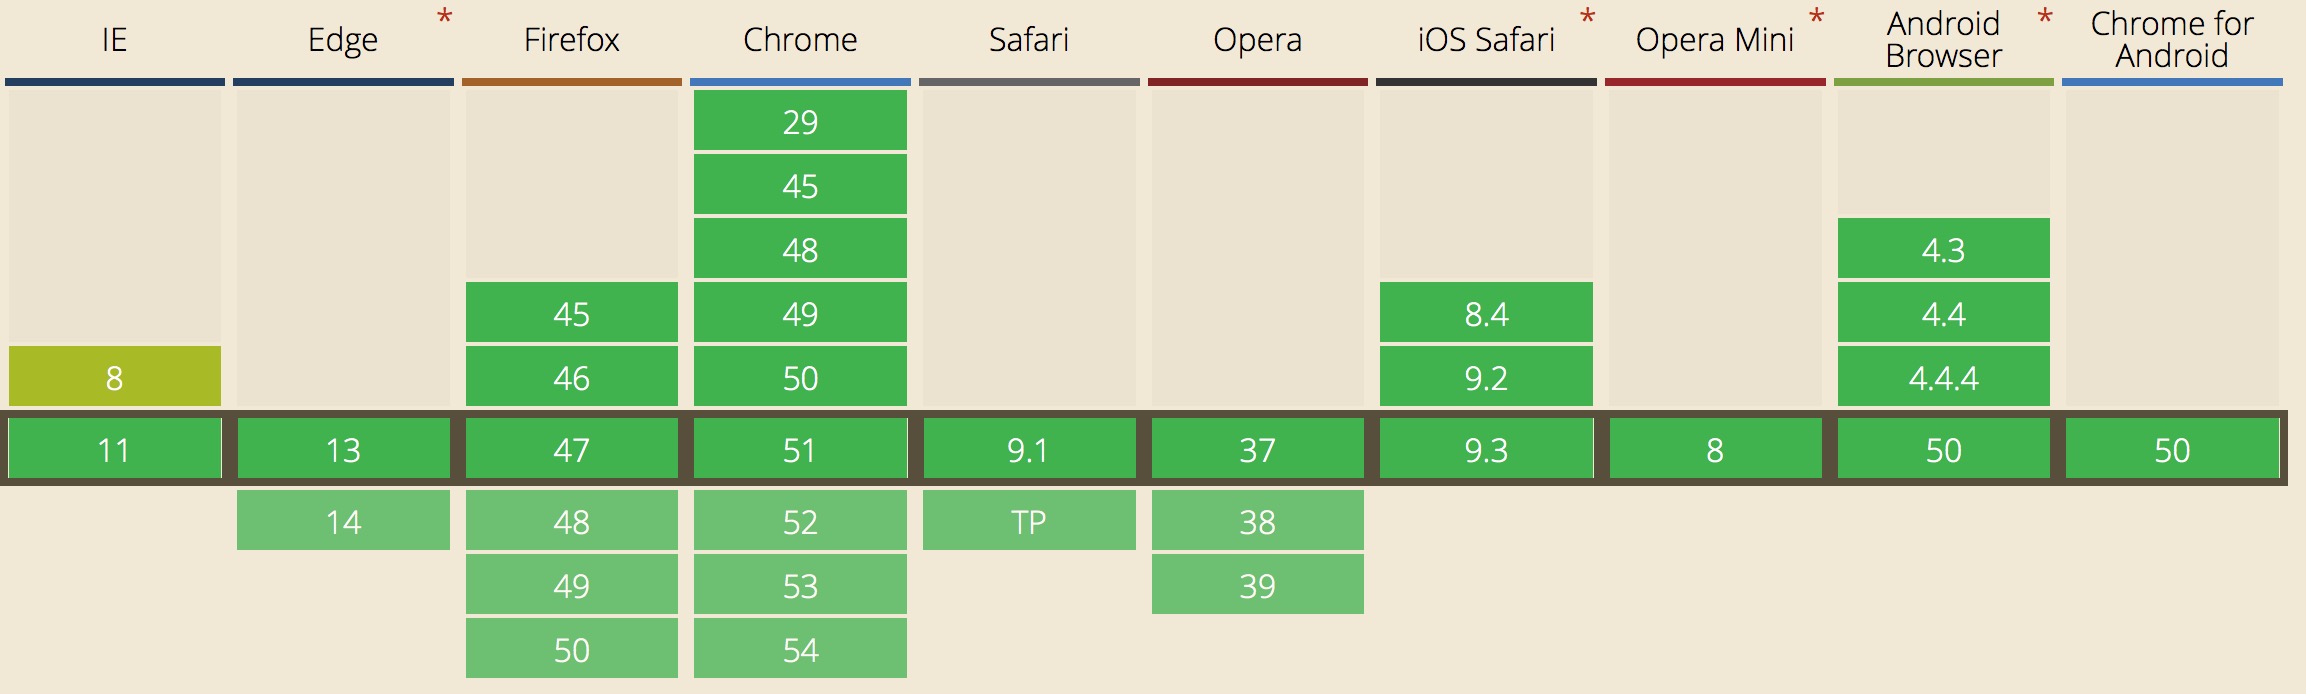 IE Edge * Firefox Chrome Safari Opera iOS Safari * Opera Mini * Android Browser * Chrome for Android
29
45
48 4.3
45 49 8.4 4.4
8 46 50 9.2 4.4.4
11 13 47 51 9.1 37 9.3 8 50 50
14 48 52 TP 38
49 53 39
50 54